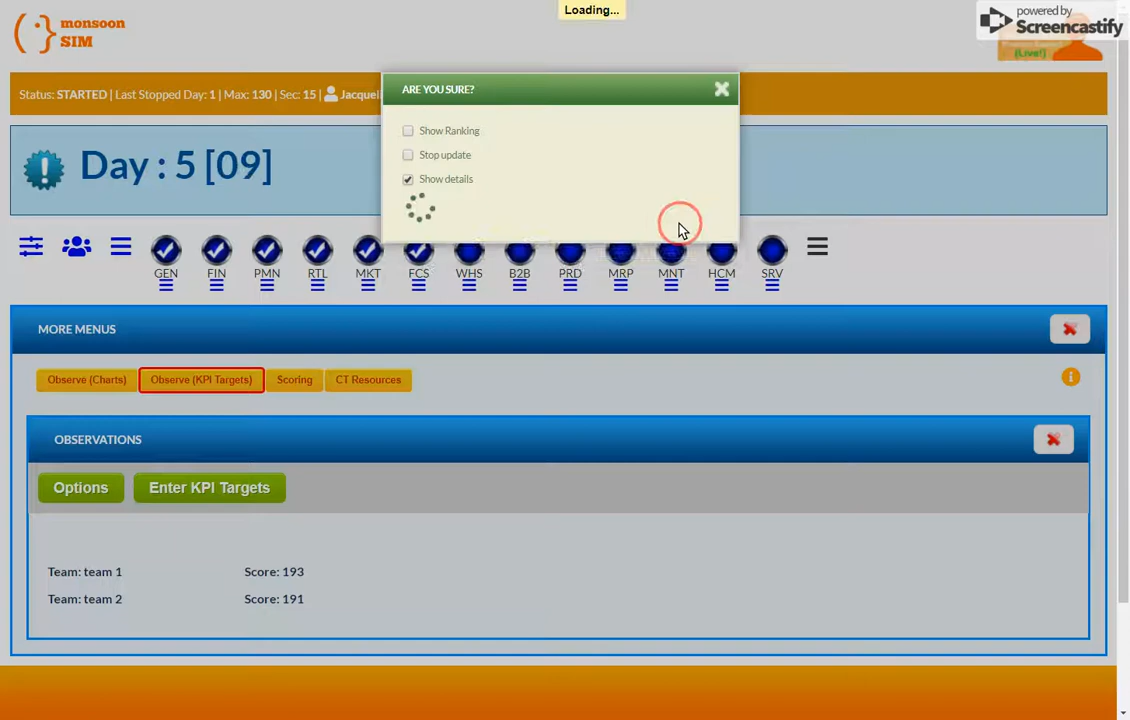 Loading...
monsoon
SIM
powered by
Screencastify
(Live!)
Status: STARTED | Last Stopped Day: 1 | Max: 130 | Sec: 15 |
ARE YOU SURE?
Show Ranking
Stop update
Show details
Day : 5 [09]
GEN FIN PMN RTL MKT FCS WHS B2B PRD MRP MNT HCM SRV
MORE MENUS
Observe (Charts) Observe (KPI Targets) Scoring CT Resources
OBSERVATIONS
Options Enter KPI Targets
Team: team 1 Score: 193
Team: team 2 Score: 191